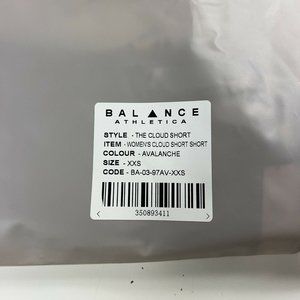 BALANCE
ATHLETICA
STYLE - THE CLOUD SHORT
ITEM - WOMEN'S CLOUD SHORT SHORT
COLOUR - AVALANCHE
SIZE - XXS
CODE - BA-03-97AV-XXS
350893411